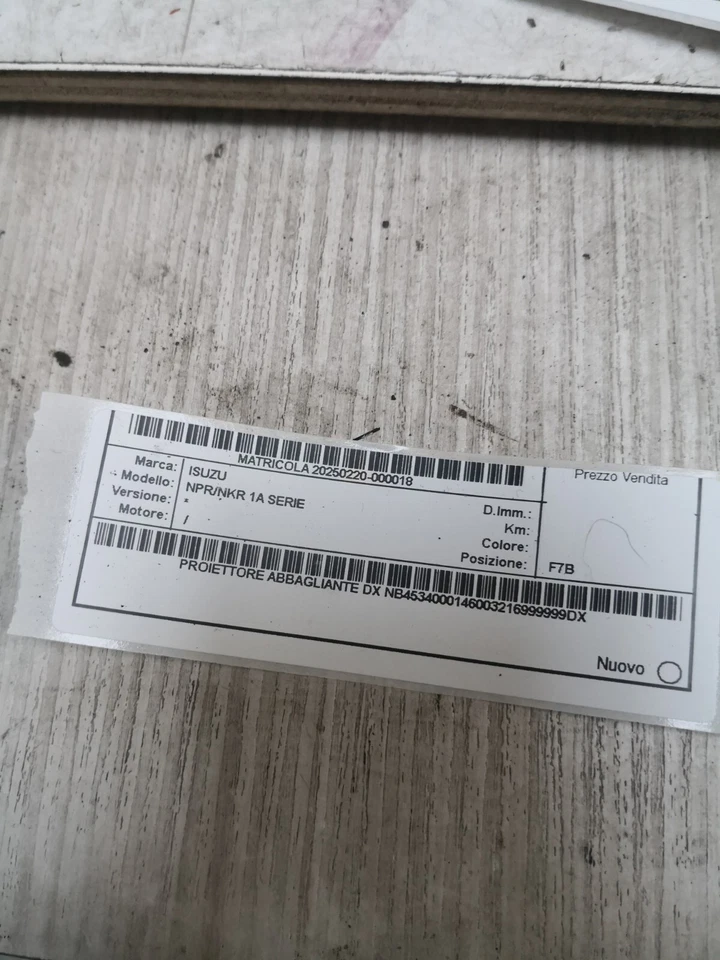 MATRICOLA 20250220-000018
Prezzo Vendita
Marca: ISUZU
Modello: NPR/NKR 1A SERIE
Versione: *
Motore: /
D.Imm.:
Km:
Colore:
Posizione: F7B
PROIETTORE ABBAGLIANTE DX NB4534000146003216999999DX
Nuovo